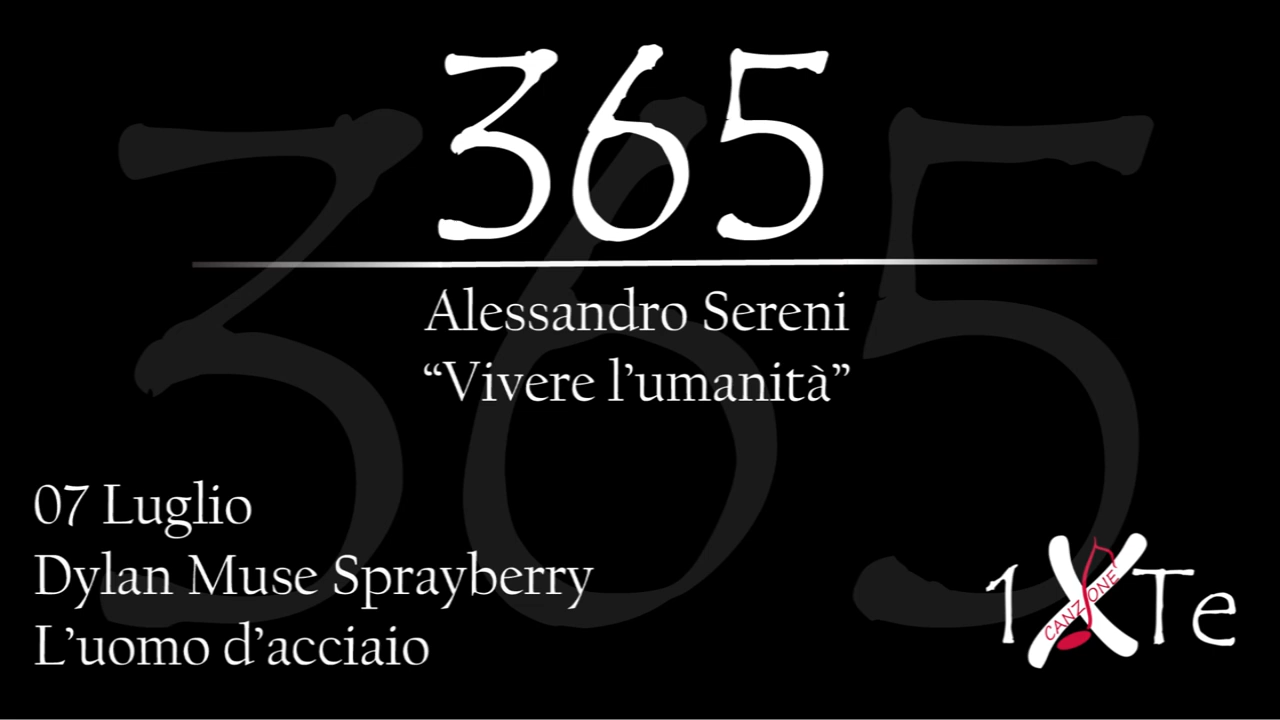 365
Alessandro Sereni
“Vivere l’umanità”
07 Luglio
Dylan Muse Sprayberry
L’uomo d’acciaio
1XTe
CANZONE